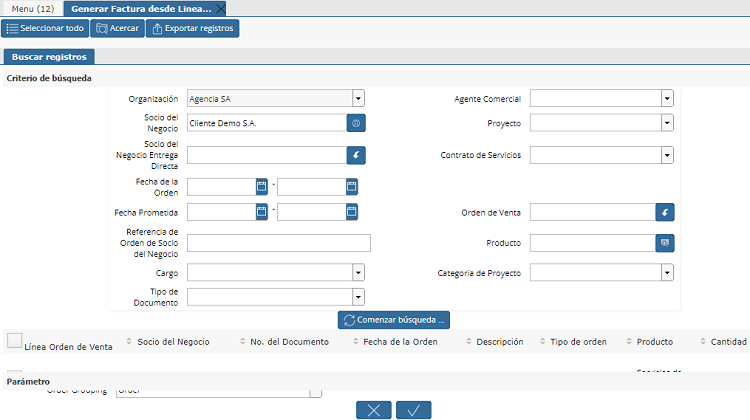 Menu (12) Generar Factura desde Linea...
Seleccionar todo Acercar Exportar registros
Buscar registros
Criterio de búsqueda
Organización Agencia SA Agente Comercial
Socio del
Negocio Cliente Demo S.A. Proyecto
Socio del
Negocio Entrega Contrato de Servicios
Directa
Fecha de la
Orden -
Fecha Prometida - Orden de Venta
Referencia de
Orden de Socio Producto
del Negocio
Cargo Categoria de Proyecto
Tipo de
Documento
Comenzar búsqueda ...
Línea Orden de Venta Socio del Negocio No. del Documento Fecha de la Orden Descripción Tipo de orden Producto Cantidad
Servicios de
Parámetro
Order Grouping Order